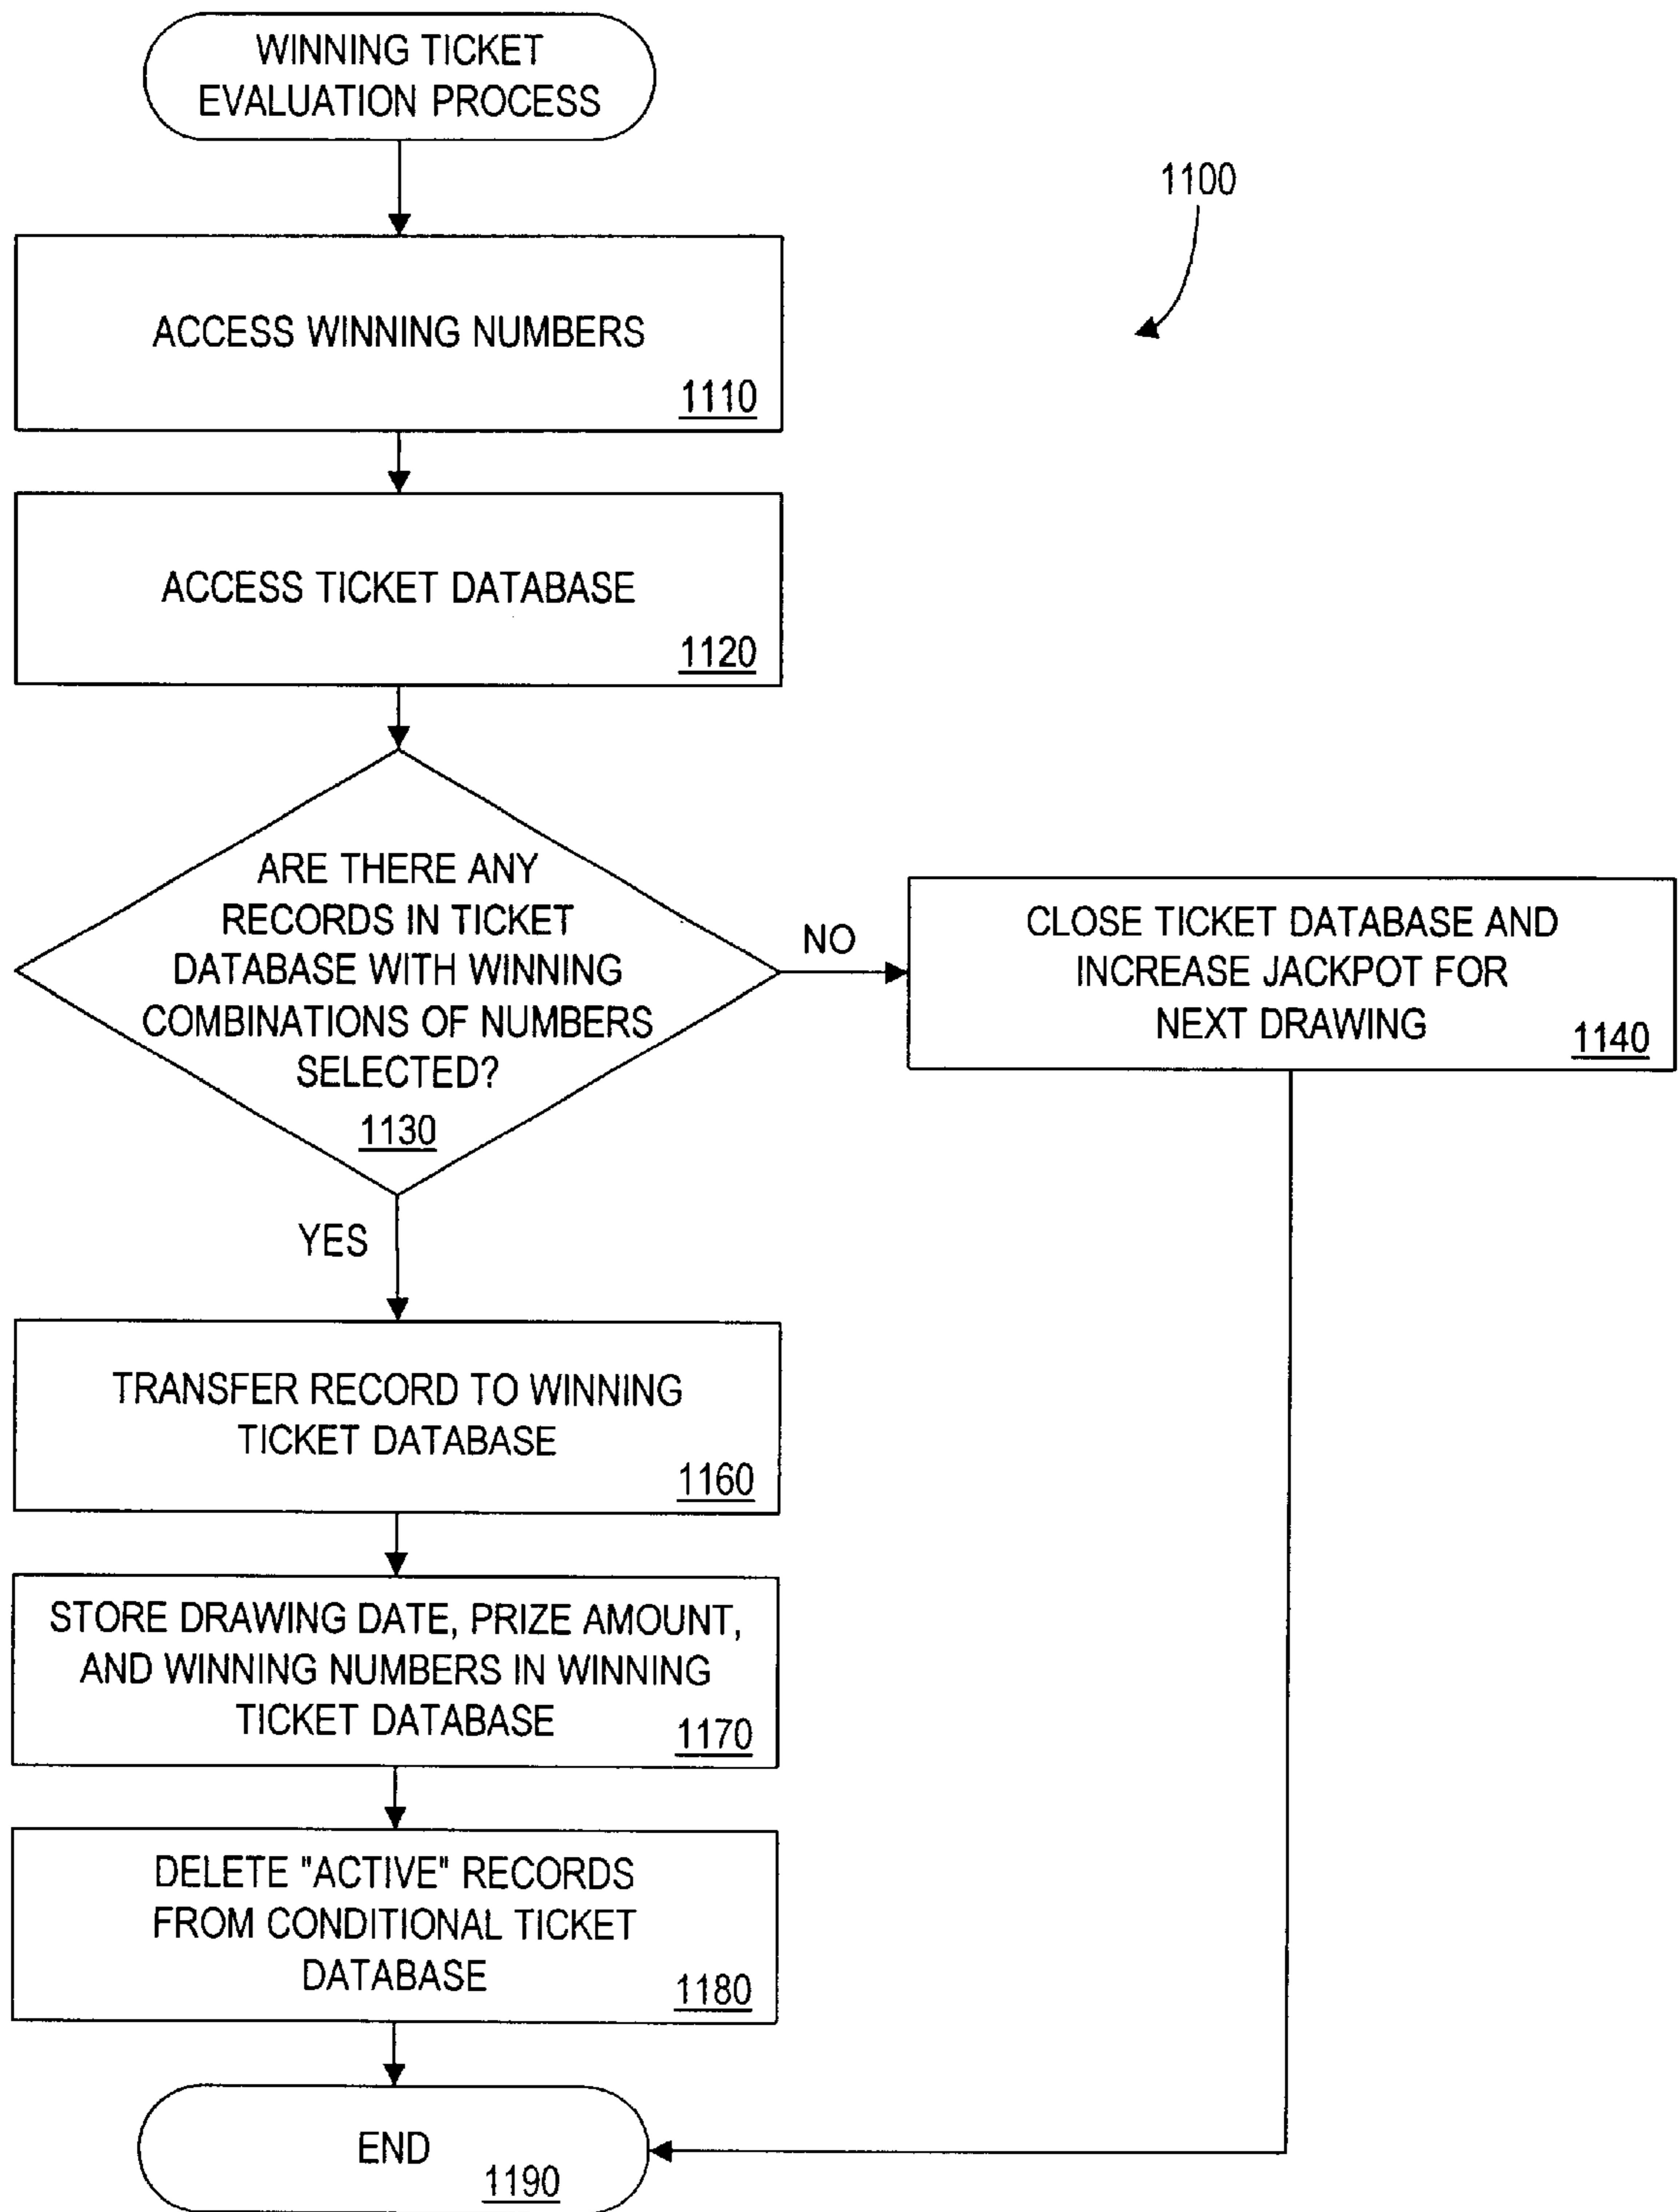 WINNING TICKET
EVALUATION PROCESS
1100
ACCESS WINNING NUMBERS
1110
ACCESS TICKET DATABASE
1120
ARE THERE ANY
RECORDS IN TICKET
DATABASE WITH WINNING
COMBINATIONS OF NUMBERS
SELECTED?
1130
NO
CLOSE TICKET DATABASE AND
INCREASE JACKPOT FOR
NEXT DRAWING
1140
YES
TRANSFER RECORD TO WINNING
TICKET DATABASE
1160
STORE DRAWING DATE, PRIZE AMOUNT,
AND WINNING NUMBERS IN WINNING
TICKET DATABASE
1170
DELETE "ACTIVE" RECORDS
FROM CONDITIONAL TICKET
DATABASE
1180
END
1190